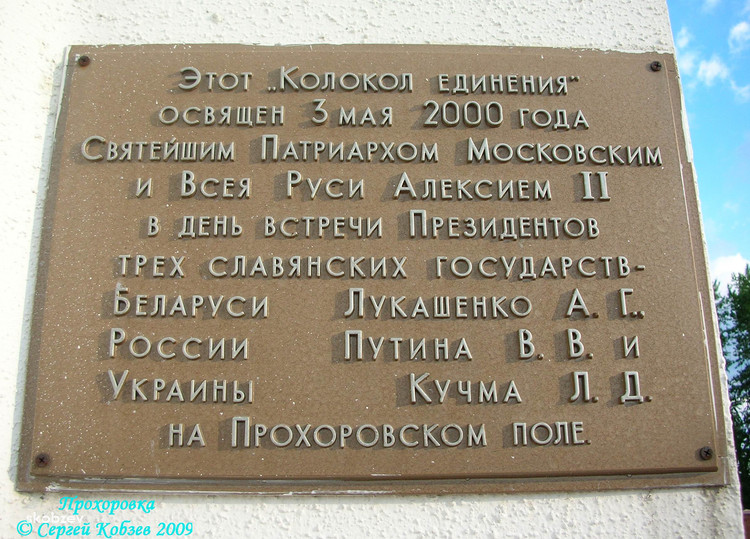 Этот „Колокол единения“
освящен 3 мая 2000 года
Святейшим Патриархом Московским
и Всея Руси Алексием II
в день встречи Президентов
трех славянских государств-
Беларуси Лукашенко А. Г.,
России Путина В. В. и
Украины Кучма Л. Д.
на Прохоровском поле.
Прохоровка
© Сергей Кобзев 2009